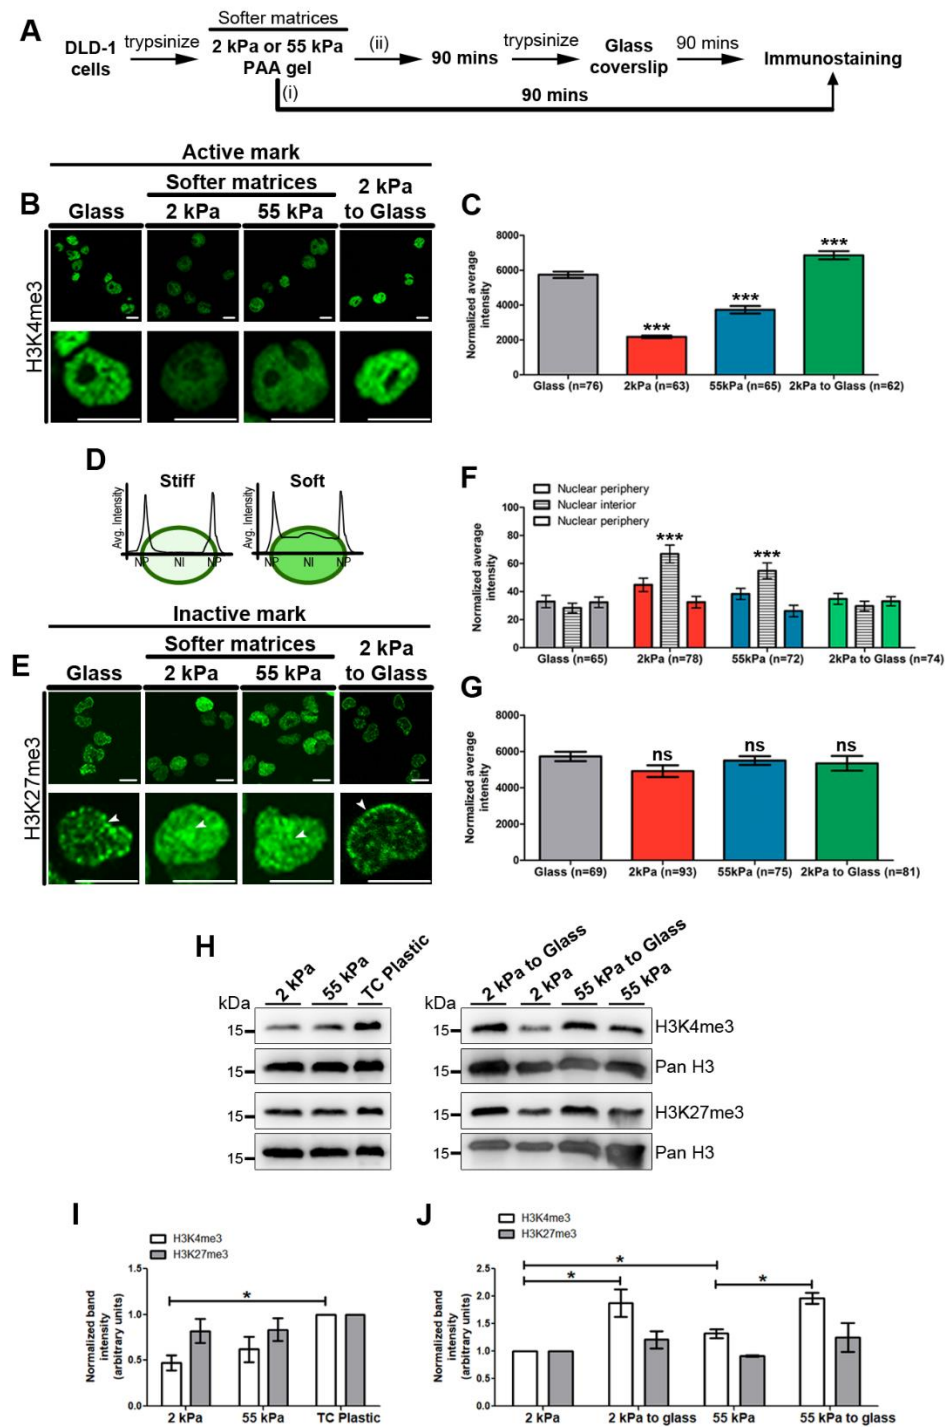 A
DLD-1
cells
trypsinize
Softer matrices
2 kPa or 55 kPa
PAA gel
(ii)
90 mins
trypsinize
Glass
coverslip
90 mins
Immunostaining
(i)
90 mins
Active mark
B
Glass
Softer matrices
2 kPa
55 kPa
2 kPa
to Glass
H3K4me3
C
Normalized average
intensity
8000
6000
4000
2000
0
***
***
***
Glass (n=76)
2kPa (n=63)
55kPa (n=65)
2kPa to Glass (n=62)
D
Stiff
Soft
Avg. Intensity
NP
NI
NP
Avg. Intensity
NP
NI
NP
F
Nuclear periphery
Nuclear interior
Nuclear periphery
Normalized average
intensity
100
80
60
40
20
0
***
***
Glass (n=65)
2kPa (n=78)
55kPa (n=72)
2kPa to Glass (n=74)
Inactive mark
E
Glass
Softer matrices
2 kPa
55 kPa
2 kPa
to Glass
H3K27me3
G
Normalized average
intensity
8000
6000
4000
2000
0
ns
ns
ns
Glass (n=69)
2kPa (n=93)
55kPa (n=75)
2kPa to Glass (n=81)
H
2 kPa
55 kPa
TC Plastic
2 kPa to Glass
2 kPa
55 kPa to Glass
55 kPa
kDa
kDa
15
15
H3K4me3
15
15
Pan H3
15
15
H3K27me3
15
15
Pan H3
I
H3K4me3
H3K27me3
Normalized band
intensity
(arbitrary units)
1.5
1.0
0.5
0.0
*
2 kPa
55 kPa
TC Plastic
J
H3K4me3
H3K27me3
Normalized band
intensity
(arbitrary units)
2.5
2.0
1.5
1.0
0.5
0.0
*
*
*
2 kPa
2 kPa to glass
55 kPa
55 kPa to glass